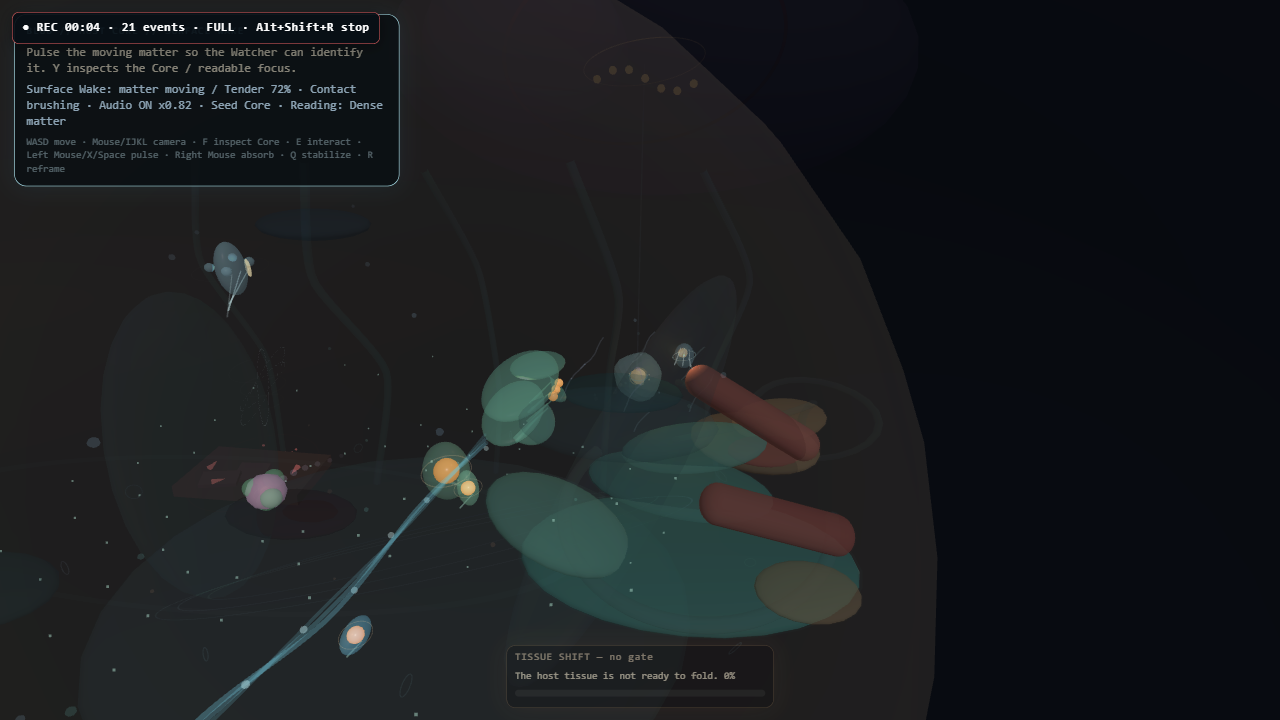 ● REC 00:04 · 21 events · FULL · Alt+Shift+R stop
Pulse the moving matter so the Watcher can identify
it. Y inspects the Core / readable focus.
Surface Wake: matter moving / Tender 72% · Contact
brushing · Audio ON x0.82 · Seed Core · Reading: Dense
matter
WASD move · Mouse/IJKL camera · F inspect Core · E interact ·
Left Mouse/X/Space pulse · Right Mouse absorb · Q stabilize · R
reframe
TISSUE SHIFT — no gate
The host tissue is not ready to fold. 0%